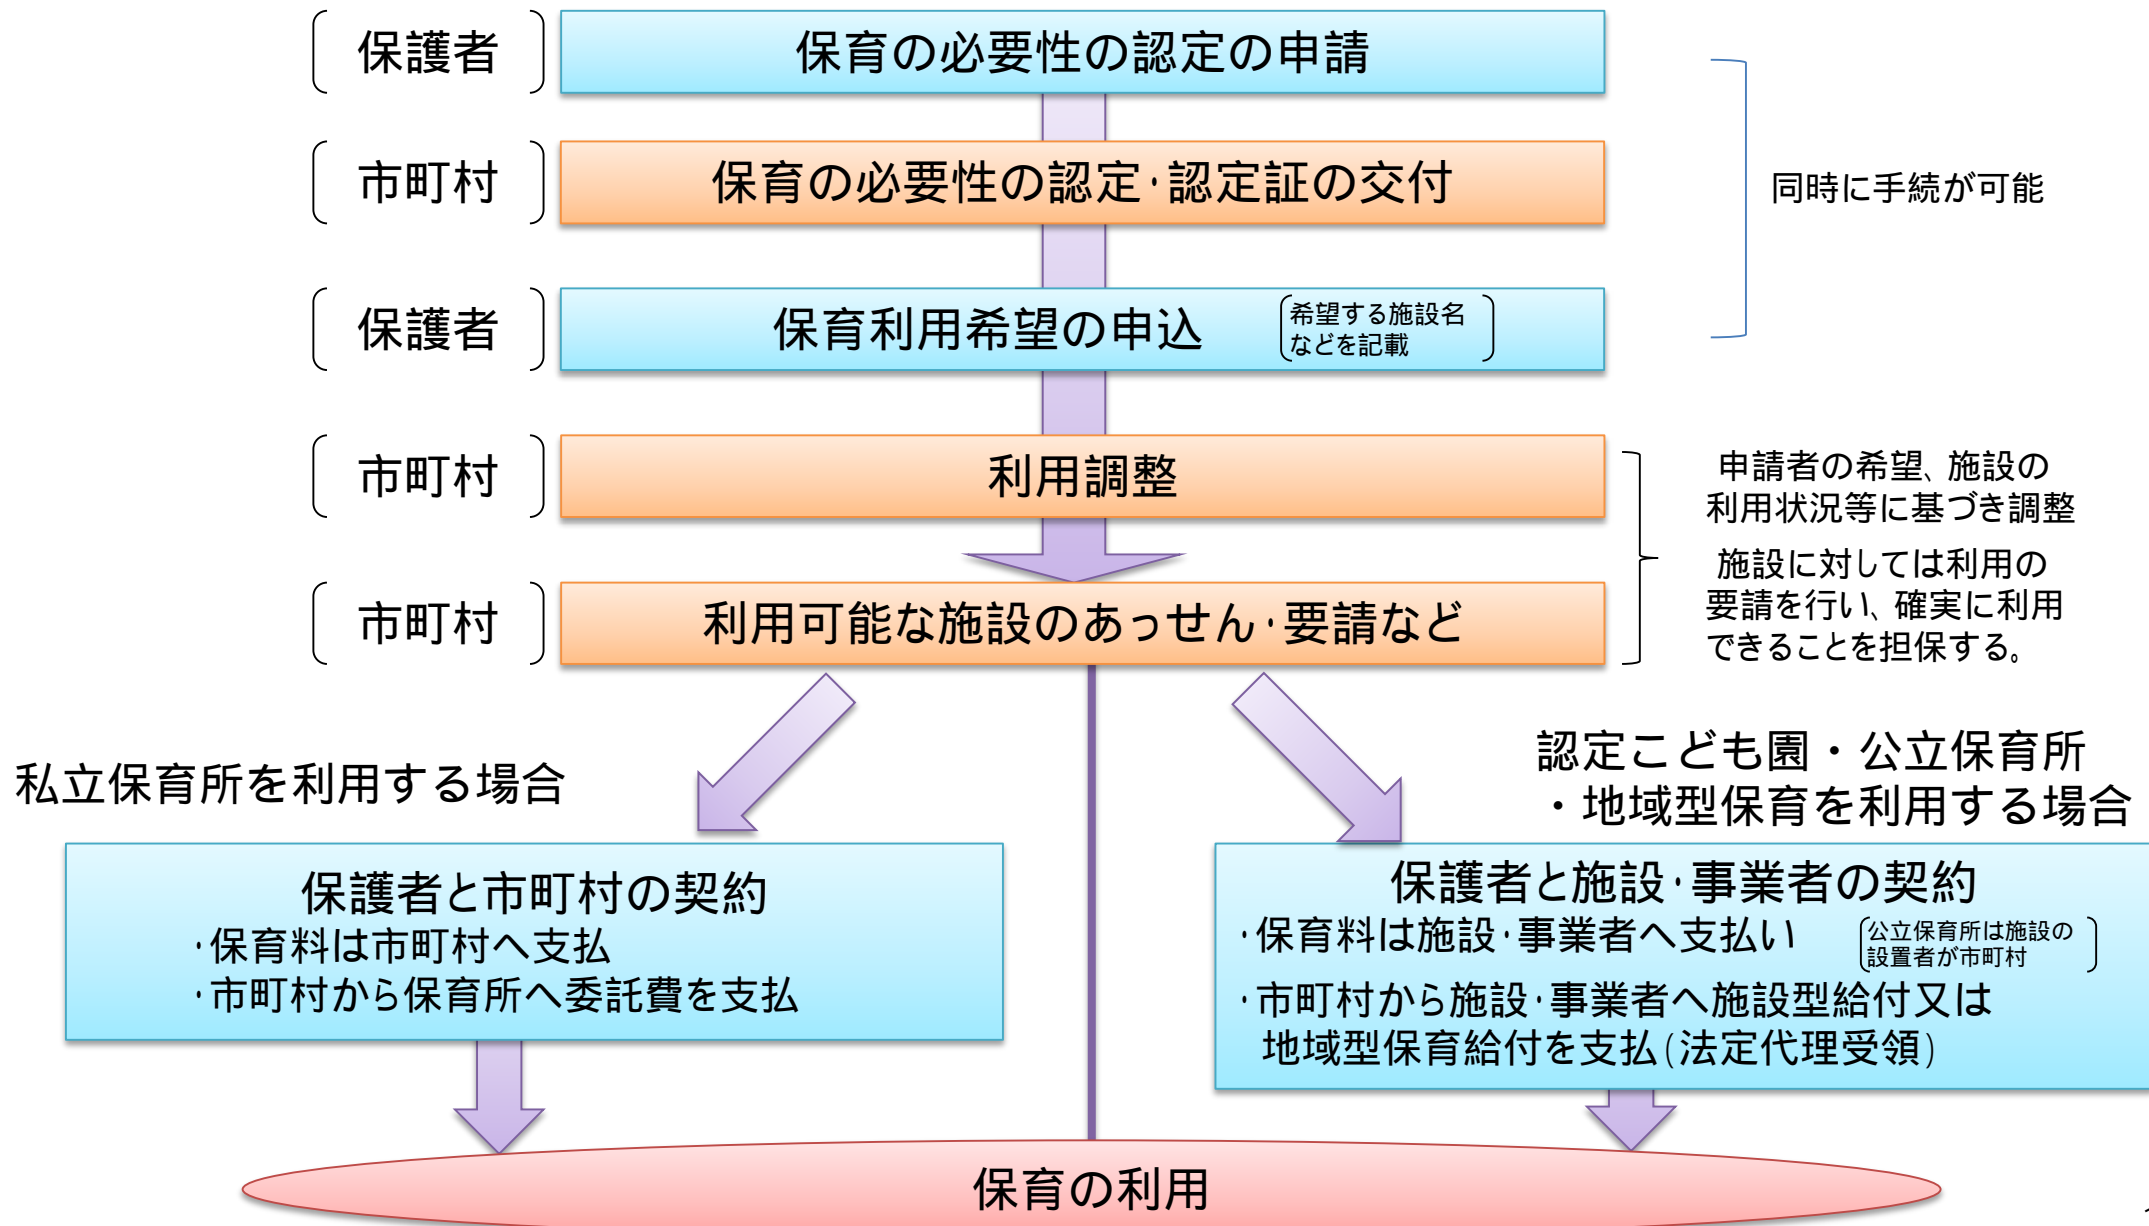 保護者
保育の必要性の認定の申請
市町村
保育の必要性の認定・認定証の交付
同時に手続が可能
保護者
保育利用希望の申込
希望する施設名
などを記載
市町村
利用調整
申請者の希望、施設の
利用状況等に基づき調整
施設に対しては利用の
要請を行い、確実に利用
できることを担保する。
市町村
利用可能な施設のあっせん・要請など
私立保育所を利用する場合
認定こども園・公立保育所
・地域型保育を利用する場合
保護者と市町村の契約
・保育料は市町村へ支払
・市町村から保育所へ委託費を支払
保護者と施設・事業者の契約
・保育料は施設・事業者へ支払い
公立保育所は施設の
設置者が市町村
・市町村から施設・事業者へ施設型給付又は
地域型保育給付を支払(法定代理受領)
保育の利用